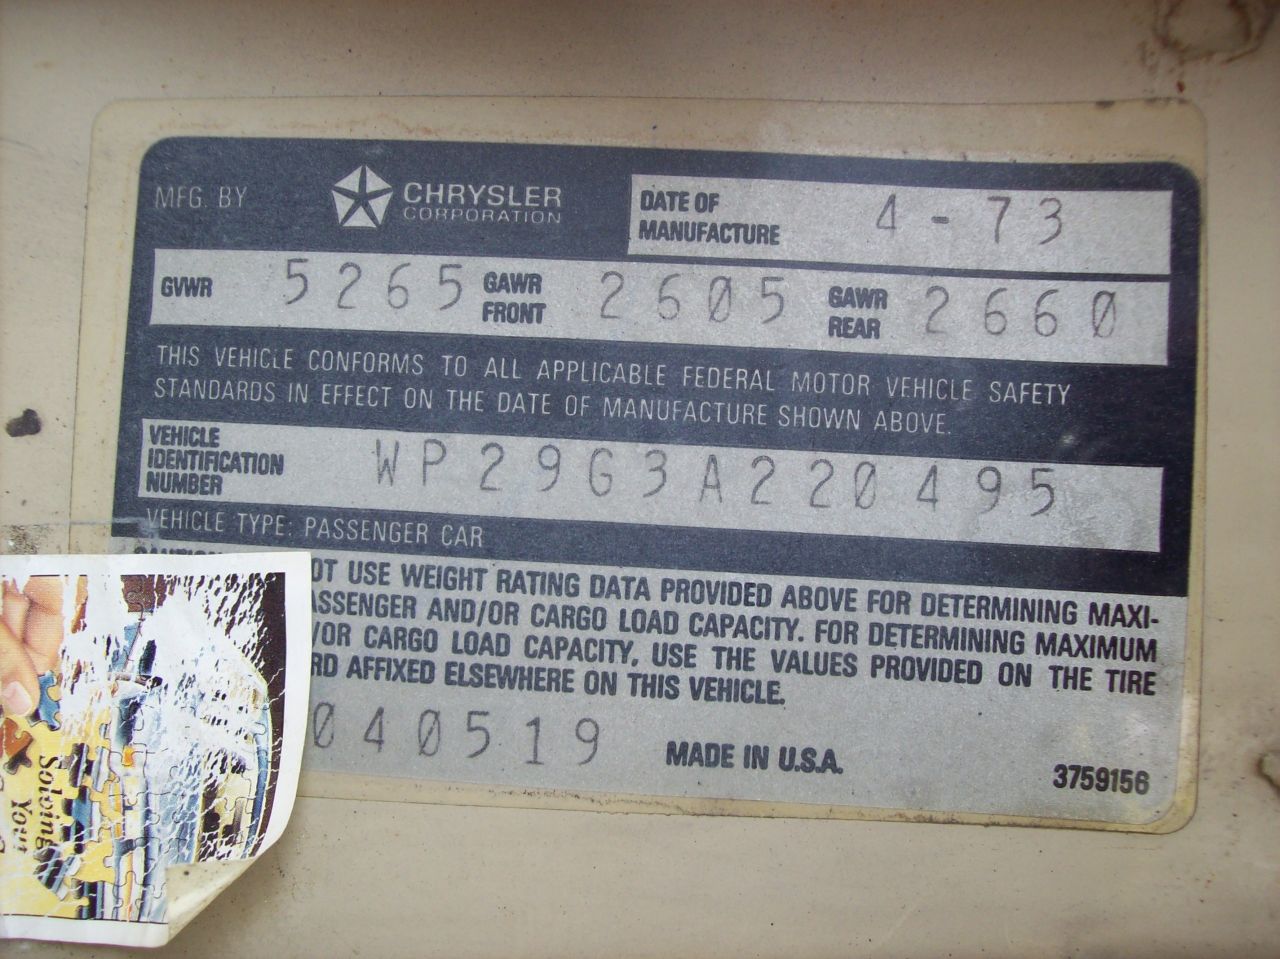 MFG. BY CHRYSLER CORPORATION
DATE OF MANUFACTURE 4-73
GVWR 5265 GAWR FRONT 2605 GAWR REAR 2660
THIS VEHICLE CONFORMS TO ALL APPLICABLE FEDERAL MOTOR VEHICLE SAFETY
STANDARDS IN EFFECT ON THE DATE OF MANUFACTURE SHOWN ABOVE.
VEHICLE IDENTIFICATION NUMBER WP29G3A220495
VEHICLE TYPE: PASSENGER CAR
USE WEIGHT RATING DATA PROVIDED ABOVE FOR DETERMINING MAXI-
AND/OR CARGO LOAD CAPACITY. FOR DETERMINING MAXIMUM
/OR CARGO LOAD CAPACITY, USE THE VALUES PROVIDED ON THE TIRE
AFFIXED ELSEWHERE ON THIS VEHICLE.
040519 MADE IN U.S.A. 3759156
Solving
Your